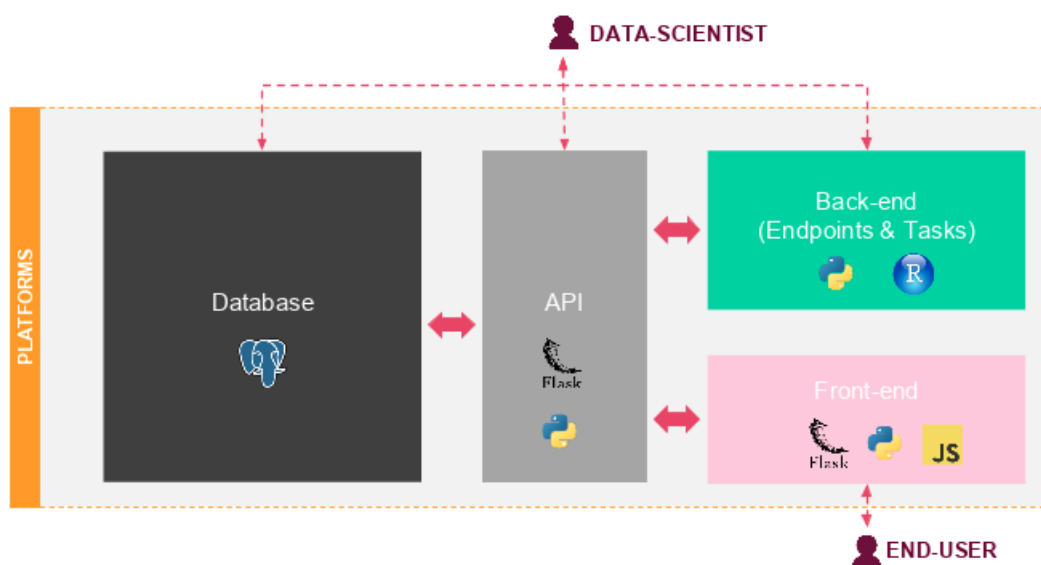 DATA-SCIENTIST
PLATFORMS
Database
API
Flask
Back-end
(Endpoints & Tasks)
R
Front-end
Flask
JS
END-USER